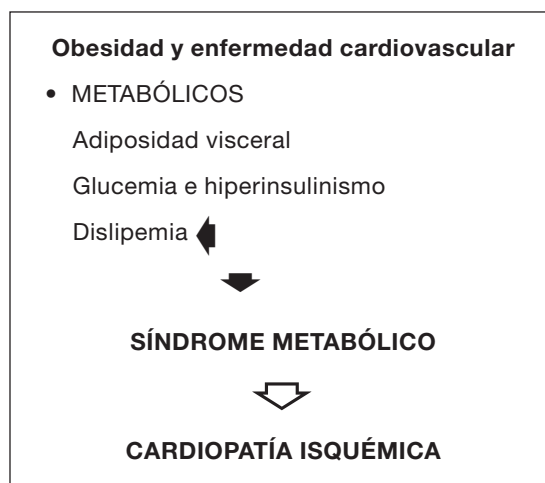 Obesidad y enfermedad cardiovascular
• METABÓLICOS
Adiposidad visceral
Glucemia e hiperinsulinismo
Dislipemia
SÍNDROME METABÓLICO
CARDIOPATÍA ISQUÉMICA